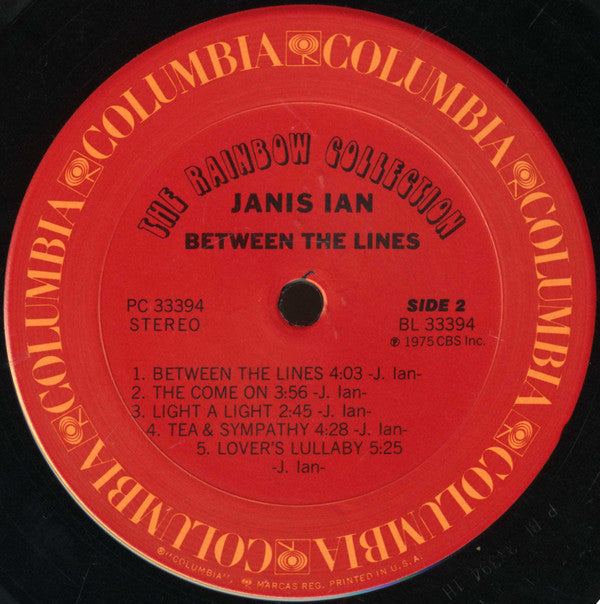 COLUMBIA COLUMBIA COLUMBIA COLUMBIA COLUMBIA COLUMBIA
THE RAINBOW COLLECTION
JANIS IAN
BETWEEN THE LINES
PC 33394
STEREO
SIDE 2
BL 33394
℗ 1975 CBS Inc.
1. BETWEEN THE LINES 4:03 -J. Ian-
2. THE COME ON 3:56 -J. Ian-
3. LIGHT A LIGHT 2:45 -J. Ian-
4. TEA & SYMPATHY 4:28 -J. Ian-
5. LOVER'S LULLABY 5:25
-J. Ian-
®"COLUMBIA", MARCAS REG. PRINTED IN U.S.A.